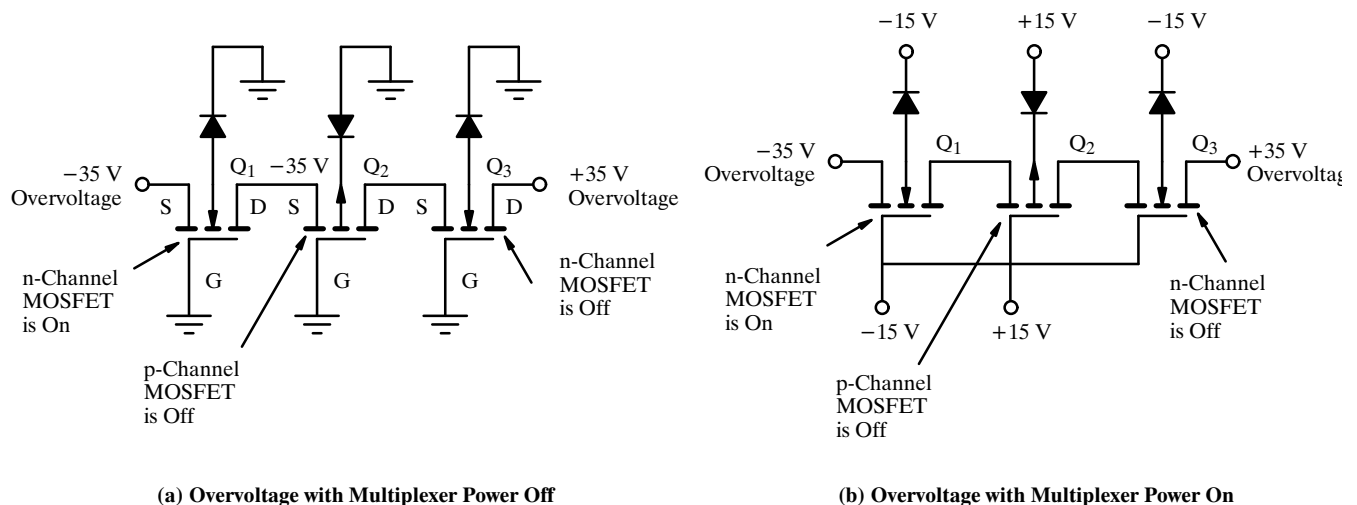 −35 V
Overvoltage
S
Q1
D
G
n-Channel
MOSFET
is On
−35 V
S
Q2
D
G
p-Channel
MOSFET
is Off
S
Q3
D
G
+35 V
Overvoltage
n-Channel
MOSFET
is Off
(a) Overvoltage with Multiplexer Power Off
−15 V
+15 V
−15 V
−35 V
Overvoltage
Q1
Q2
Q3
+35 V
Overvoltag
n-Channel
MOSFET
is On
−15 V
+15 V
p-Channel
MOSFET
is Off
n-Channel
MOSFET
is Off
(b) Overvoltage with Multiplexer Power On